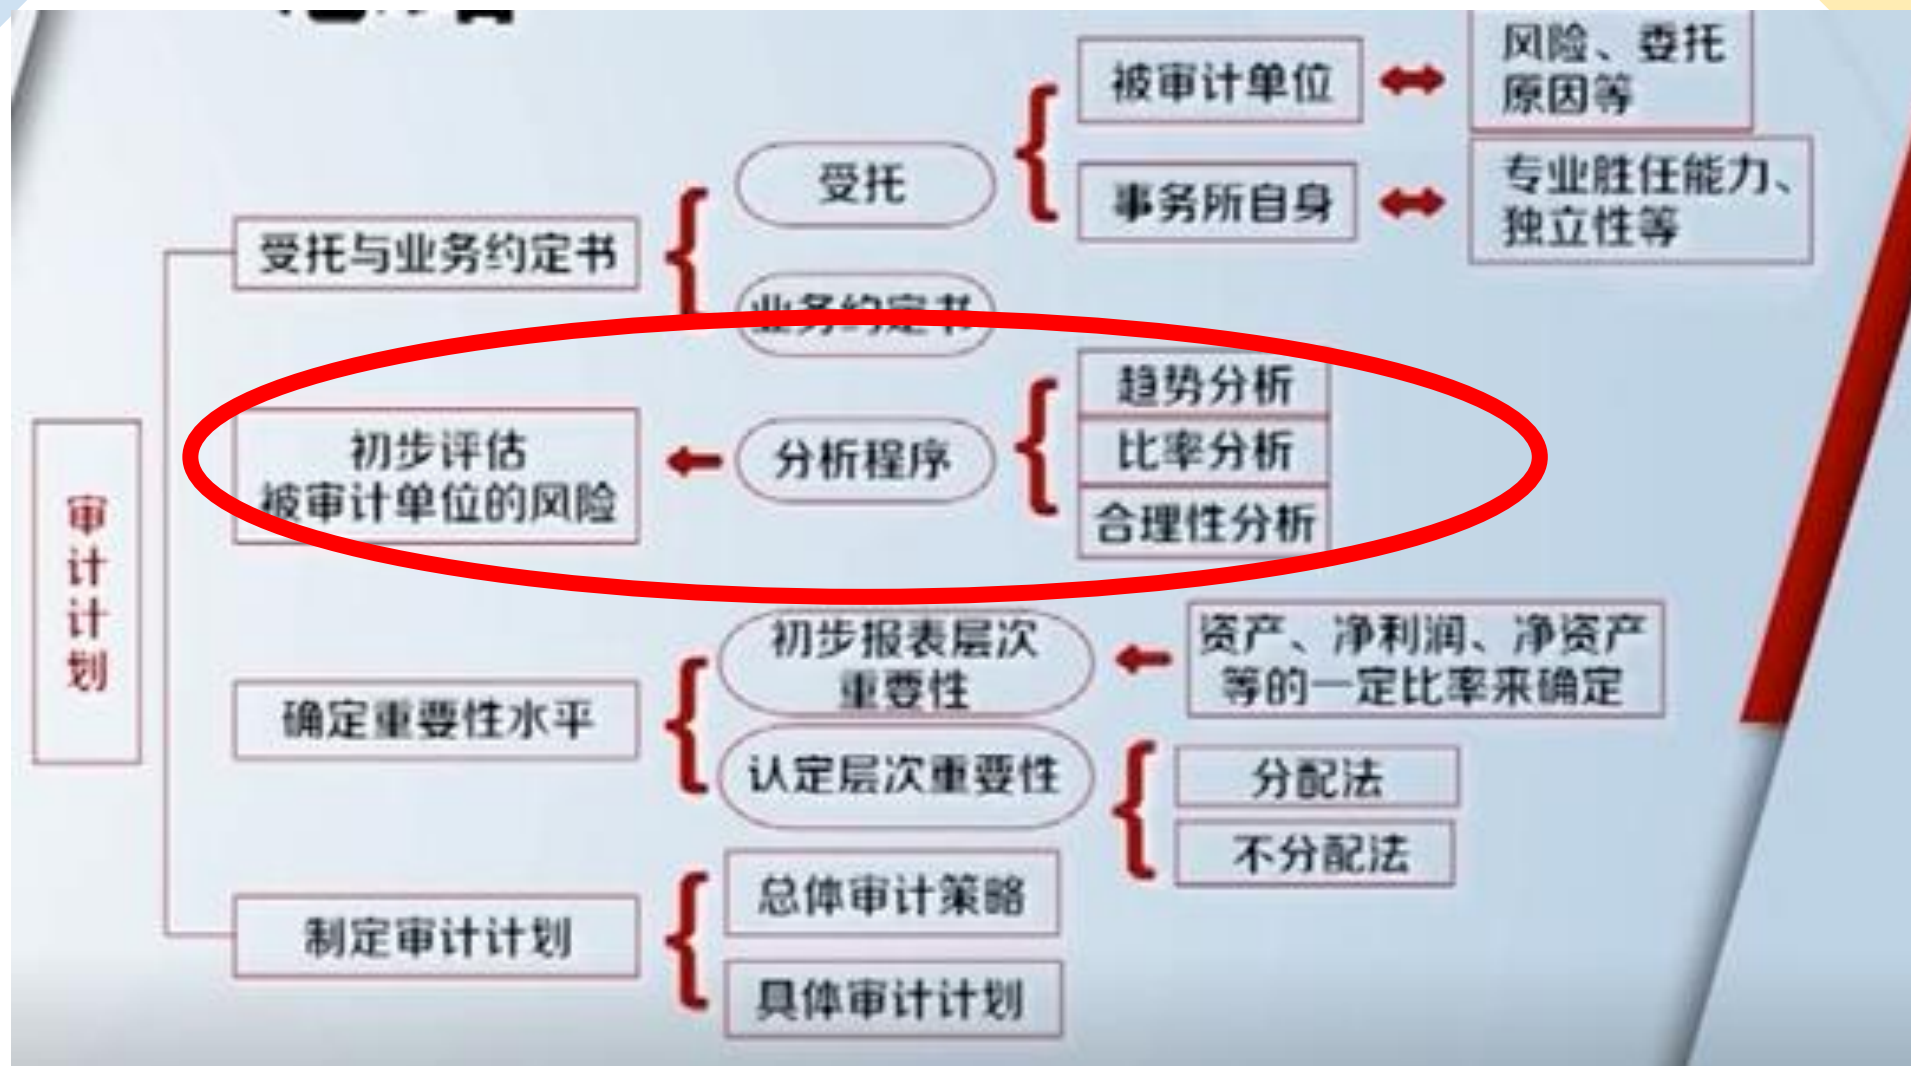 风险、委托
原因等
被审计单位
专业胜任能力、
独立性等
事务所自身
受托
受托与业务约定书
业务约定书
趋势分析
比率分析
合理性分析
分析程序
初步评估
被审计单位的风险
审计计划
初步报表层次
重要性
资产、净利润、净资产
等的一定比率来确定
确定重要性水平
认定层次重要性
分配法
不分配法
总体审计策略
制定审计计划
具体审计计划